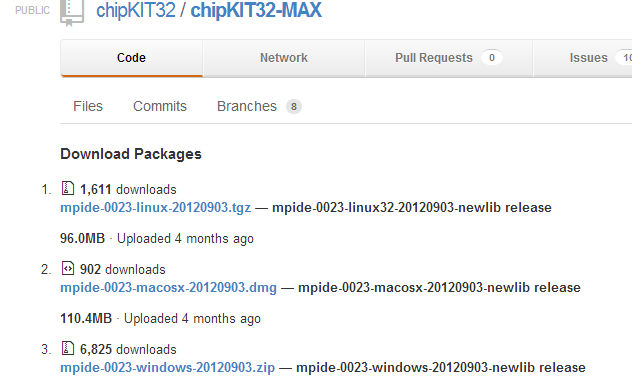 PUBLIC chipKIT32 / chipKIT32-MAX
Code Network Pull Requests 0 Issues
Files Commits Branches 8
Download Packages
1. 1,611 downloads
mpide-0023-linux-20120903.tgz — mpide-0023-linux32-20120903-newlib release
96.0MB · Uploaded 4 months ago
2. 902 downloads
mpide-0023-macosx-20120903.dmg — mpide-0023-macosx-20120903-newlib release
110.4MB · Uploaded 4 months ago
3. 6,825 downloads
mpide-0023-windows-20120903.zip — mpide-0023-windows-20120903-newlib release